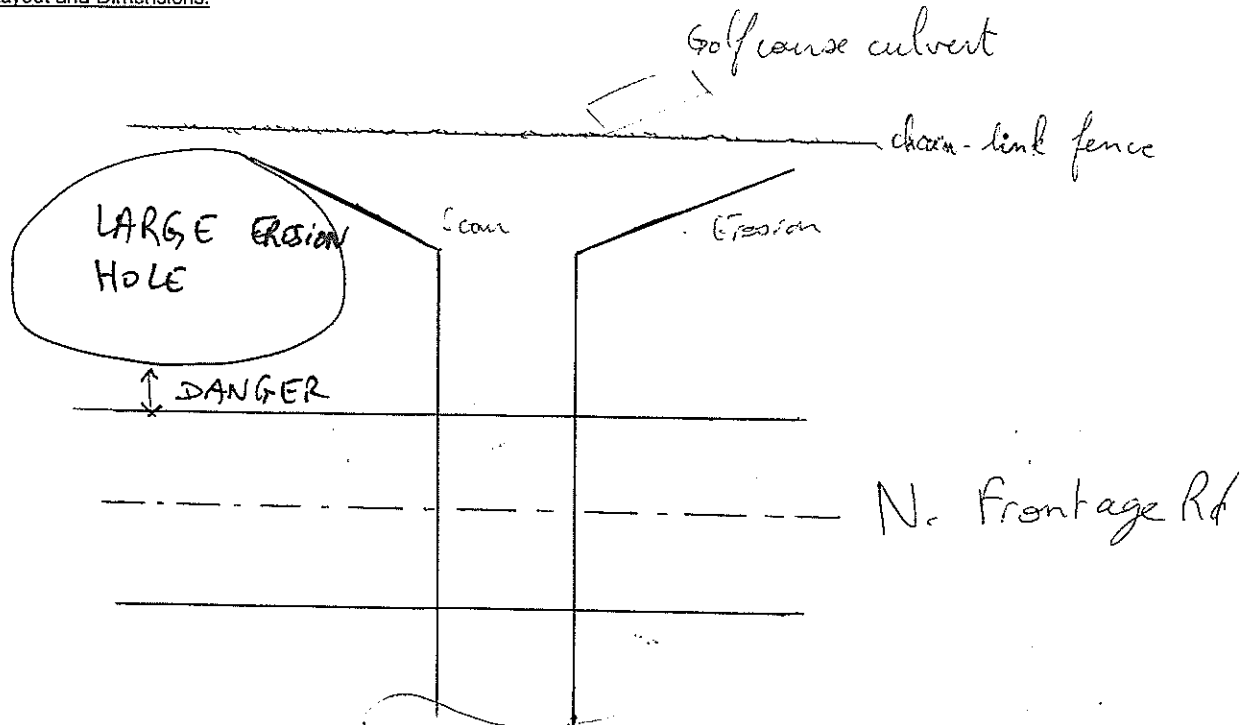 Layout and Dimensions:
Golf course culvert
chain-link fence
LARGE EROSION
HOLE
Scour
Erosion
DANGER
N. Frontage Rd